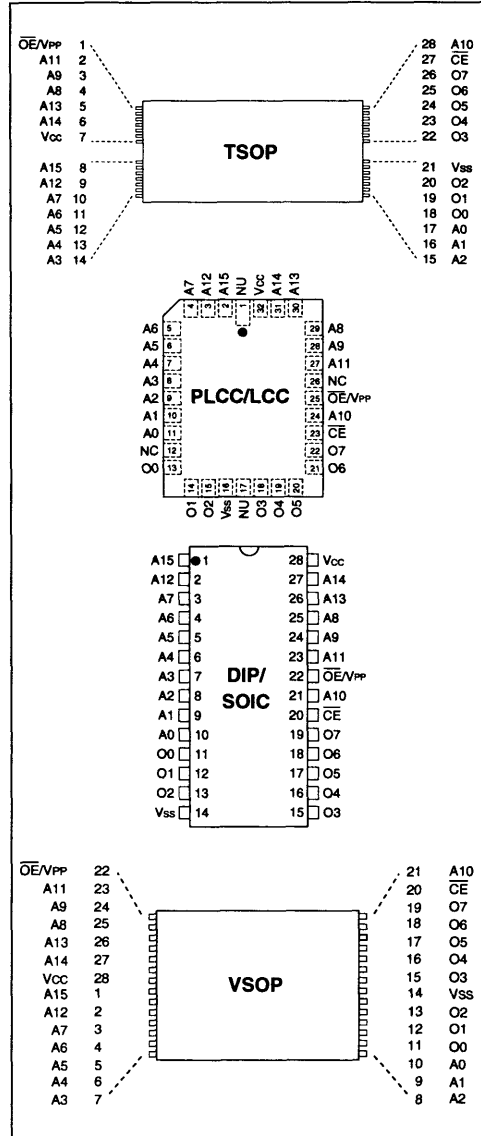 OE/VPP 1
A11 2
A9 3
A8 4
A13 5
A14 6
Vcc 7
A15 8
A12 9
A7 10
A6 11
A5 12
A4 13
A3 14
TSOP
28 A10
27 CE
26 O7
25 O6
24 O5
23 O4
22 O3
21 Vss
20 O2
19 O1
18 O0
17 A0
16 A1
15 A2
A7 A12 A15 NU Vcc A14 A13
4 3 2 1 32 31 30
A6 5
A5 6
A4 7
A3 8
A2 9
A1 10
A0 11
NC 12
O0 13
PLCC/LCC
29 A8
28 A9
27 A11
26 NC
25 OE/VPP
24 A10
23 CE
22 O7
21 O6
14 15 16 17 18 19 20
O1 O2 Vss NU O3 O4 O5
A15 1
A12 2
A7 3
A6 4
A5 5
A4 6
A3 7
A2 8
A1 9
A0 10
O0 11
O1 12
O2 13
Vss 14
DIP/
SOIC
28 Vcc
27 A14
26 A13
25 A8
24 A9
23 A11
22 OE/VPP
21 A10
20 CE
19 O7
18 O6
17 O5
16 O4
15 O3
OE/VPP 22
A11 23
A9 24
A8 25
A13 26
A14 27
VCC 28
A15 1
A12 2
A7 3
A6 4
A5 5
A4 6
A3 7
VSOP
21 A10
20 CE
19 O7
18 O6
17 O5
16 O4
15 O3
14 VSS
13 O2
12 O1
11 O0
10 A0
9 A1
8 A2